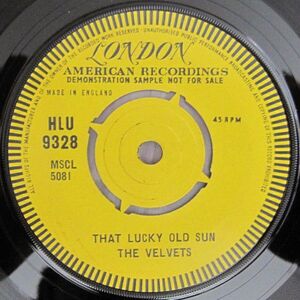 LONDON
AMERICAN RECORDINGS
DEMONSTRATION SAMPLE NOT FOR SALE
MADE IN ENGLAND
HLU
9328
45 RPM
MSCL
5081
THAT LUCKY OLD SUN
THE VELVETS